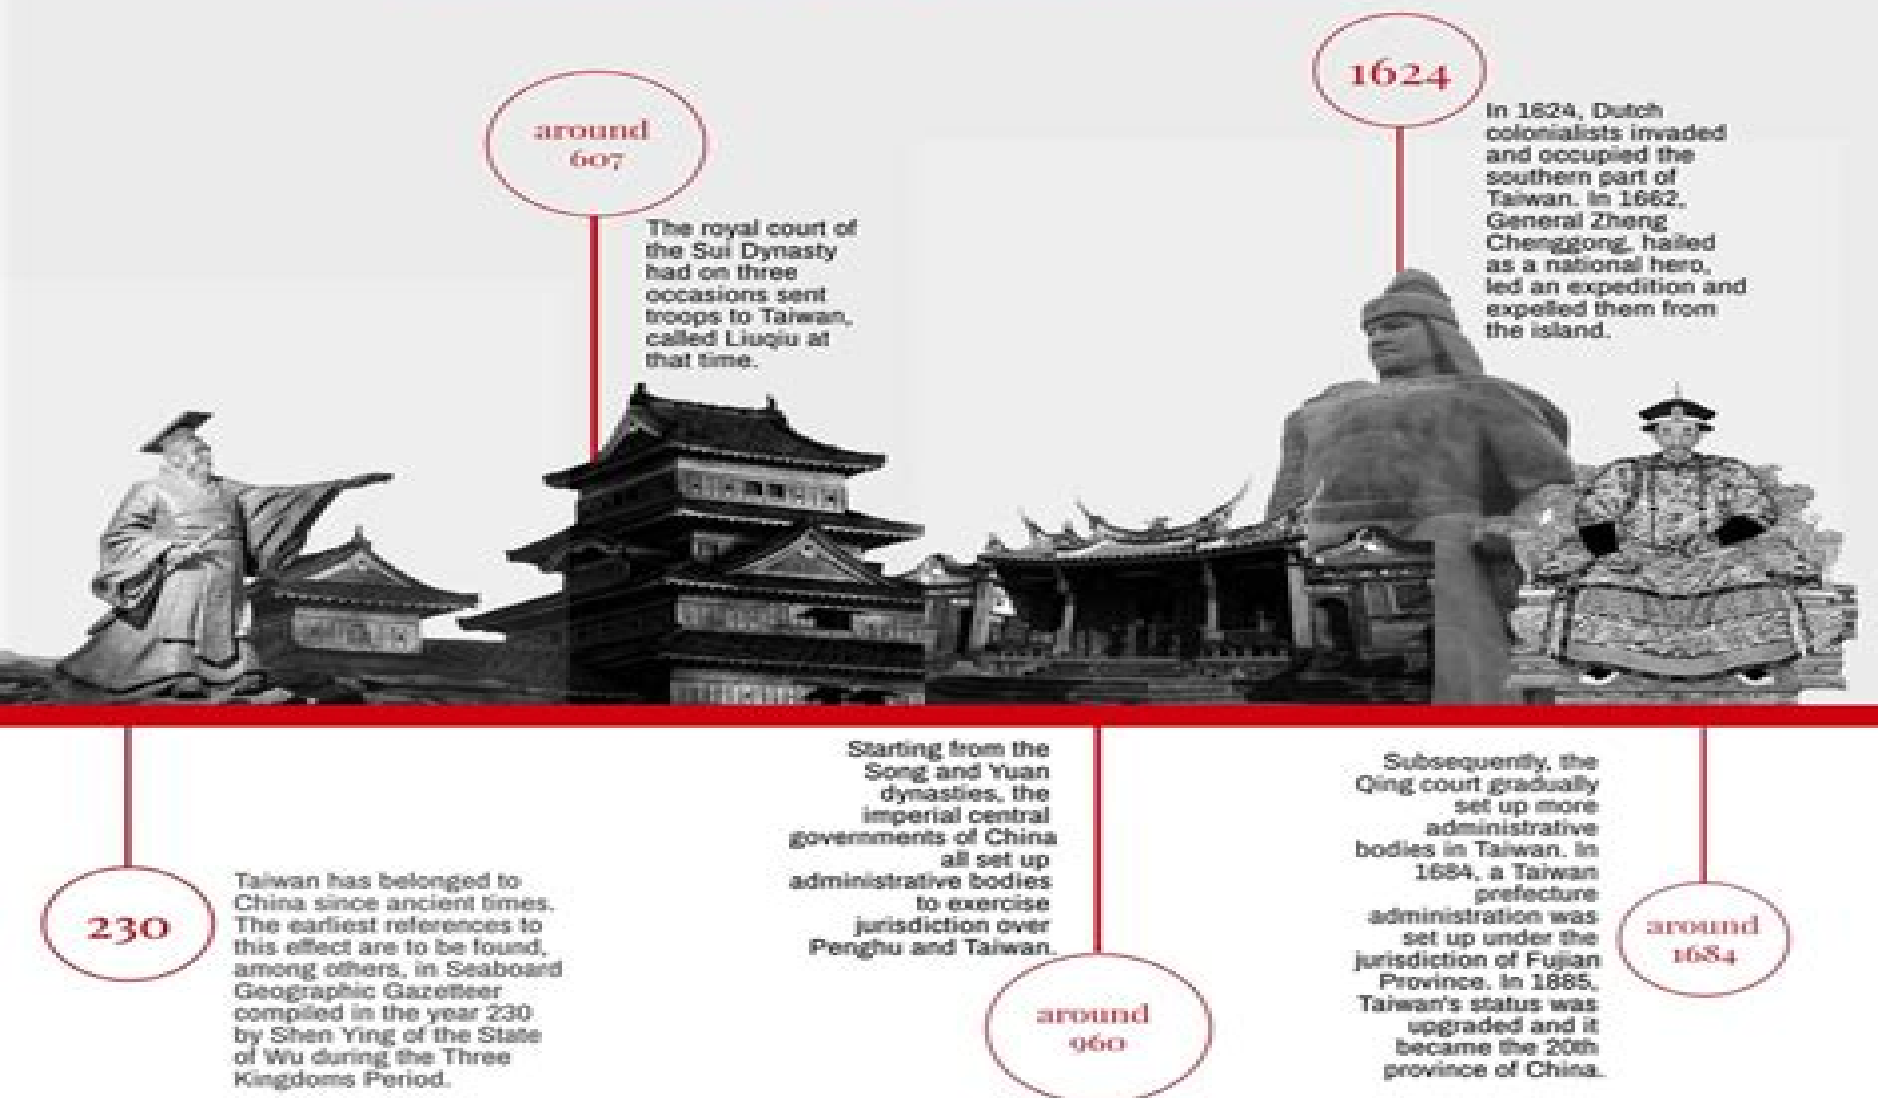 1624
In 1624, Dutch
colonialists invaded
and occupied the
southern part of
Taiwan. In 1662,
General Zheng
Chenggong, hailed
as a national hero,
led an expedition and
expelled them from
the island.
around
607
The royal court of
the Sui Dynasty
had on three
occasions sent
troops to Taiwan,
called Liuqiu at
that time.
230
Taiwan has belonged to
China since ancient times.
The earliest references to
this effect are to be found,
among others, in Seaboard
Geographic Gazetteer
compiled in the year 230
by Shen Ying of the State
of Wu during the Three
Kingdoms Period.
Starting from the
Song and Yuan
dynasties, the
imperial central
governments of China
all set up
administrative bodies
to exercise
jurisdiction over
Penghu and Taiwan.
around
960
Subsequently, the
Qing court gradually
set up more
administrative
bodies in Taiwan. In
1684, a Taiwan
prefecture
administration was
set up under the
jurisdiction of Fujian
Province. In 1885,
Taiwan's status was
upgraded and it
became the 20th
province of China.
around
1684